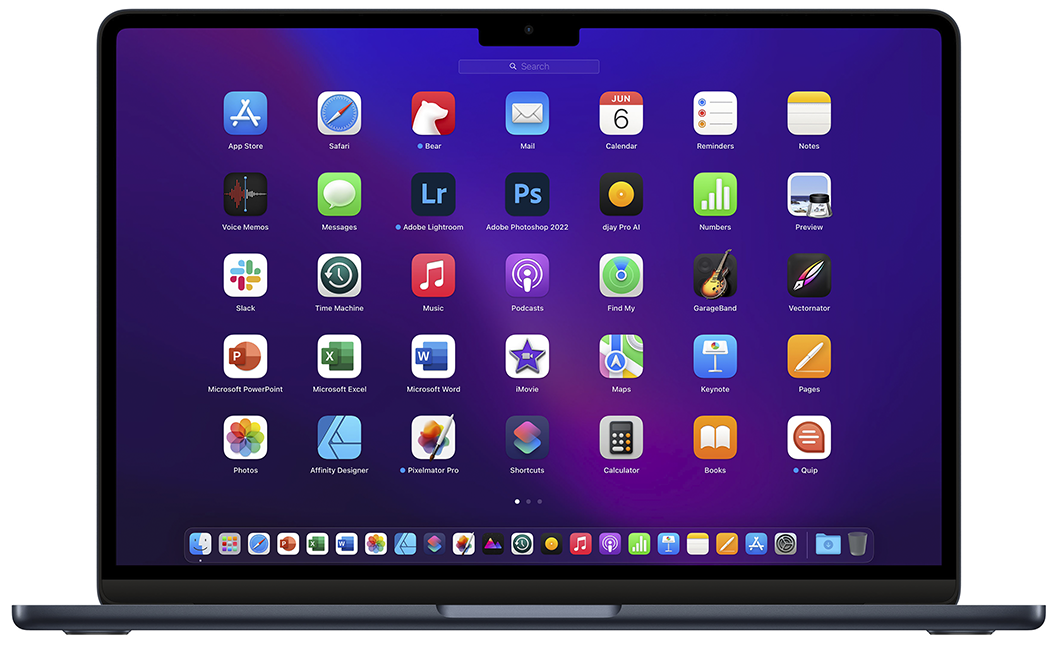 Search
App Store
Safari
Bear
JUN
6
Mail
Calendar
Reminders
Notes
Lr
Ps
Voice Memos
Messages
Adobe Lightroom
Adobe Photoshop 2022
djay Pro AI
Numbers
Preview
Slack
Time Machine
Music
Podcasts
Find My
GarageBand
Vectornator
P
X
W
Microsoft PowerPoint
Microsoft Excel
Microsoft Word
iMovie
Maps
Keynote
Pages
Photos
Affinity Designer
Pixelmator Pro
Shortcuts
Calculator
Books
Quip
P
X
W